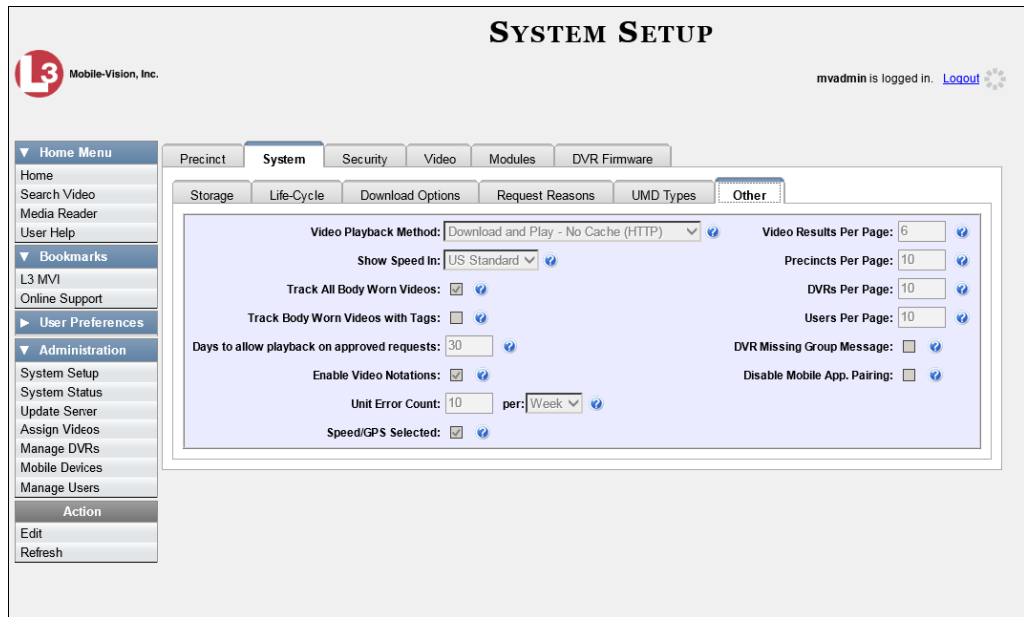 SYSTEM SETUP
L3 Mobile-Vision, Inc.
mvadmin is logged in. Logout
▼ Home Menu
Home
Search Video
Media Reader
User Help
▼ Bookmarks
L3 MVI
Online Support
▶ User Preferences
▼ Administration
System Setup
System Status
Update Server
Assign Videos
Manage DVRs
Mobile Devices
Manage Users
Action
Edit
Refresh
Precinct System Security Video Modules DVR Firmware
Storage Life-Cycle Download Options Request Reasons UMD Types Other
Video Playback Method: Download and Play - No Cache (HTTP)
Show Speed In: US Standard
Track All Body Worn Videos:
Track Body Worn Videos with Tags:
Days to allow playback on approved requests: 30
Enable Video Notations:
Unit Error Count: 10 per: Week
Speed/GPS Selected:
Video Results Per Page: 6
Precincts Per Page: 10
DVRs Per Page: 10
Users Per Page: 10
DVR Missing Group Message:
Disable Mobile App. Pairing: